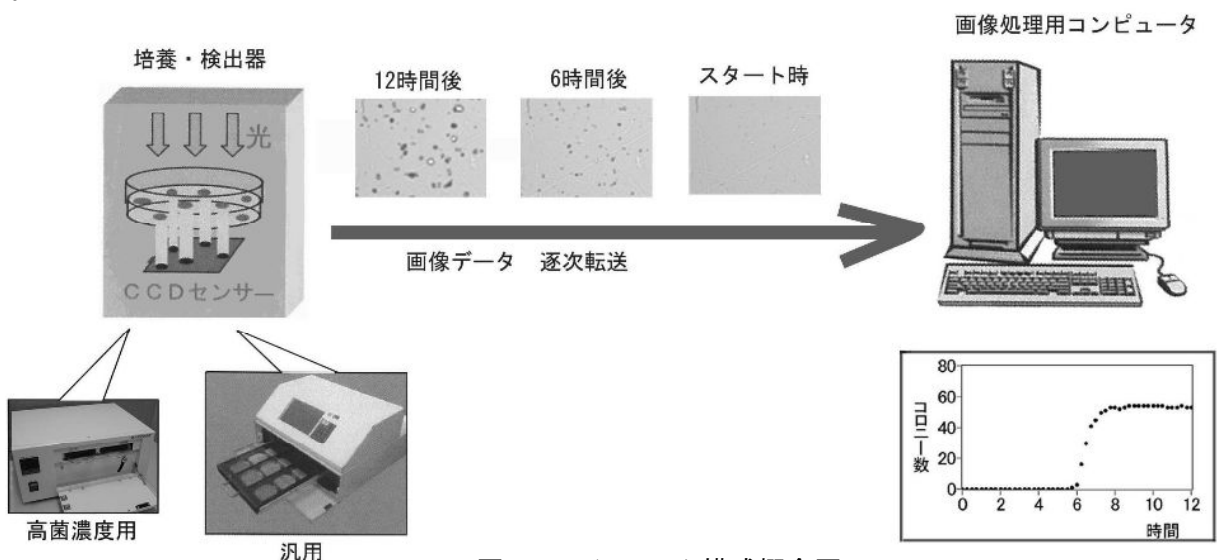 画像処理用コンピュータ
培養・検出器
12時間後
6時間後
スタート時
光
CCDセンサー
画像データ 逐次転送
高菌濃度用
汎用
コロニー数
80
60
40
20
0
0 2 4 6 8 10 12
時間